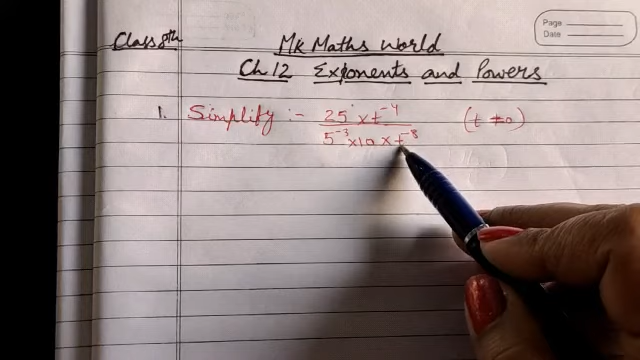 Page
Date
Class 8th
MK Maths World
Ch 12 Exponents and Powers
1. Simplify :- 25 × t⁻⁴ (t ≠ 0)
5⁻³ × 10 × t⁻⁸